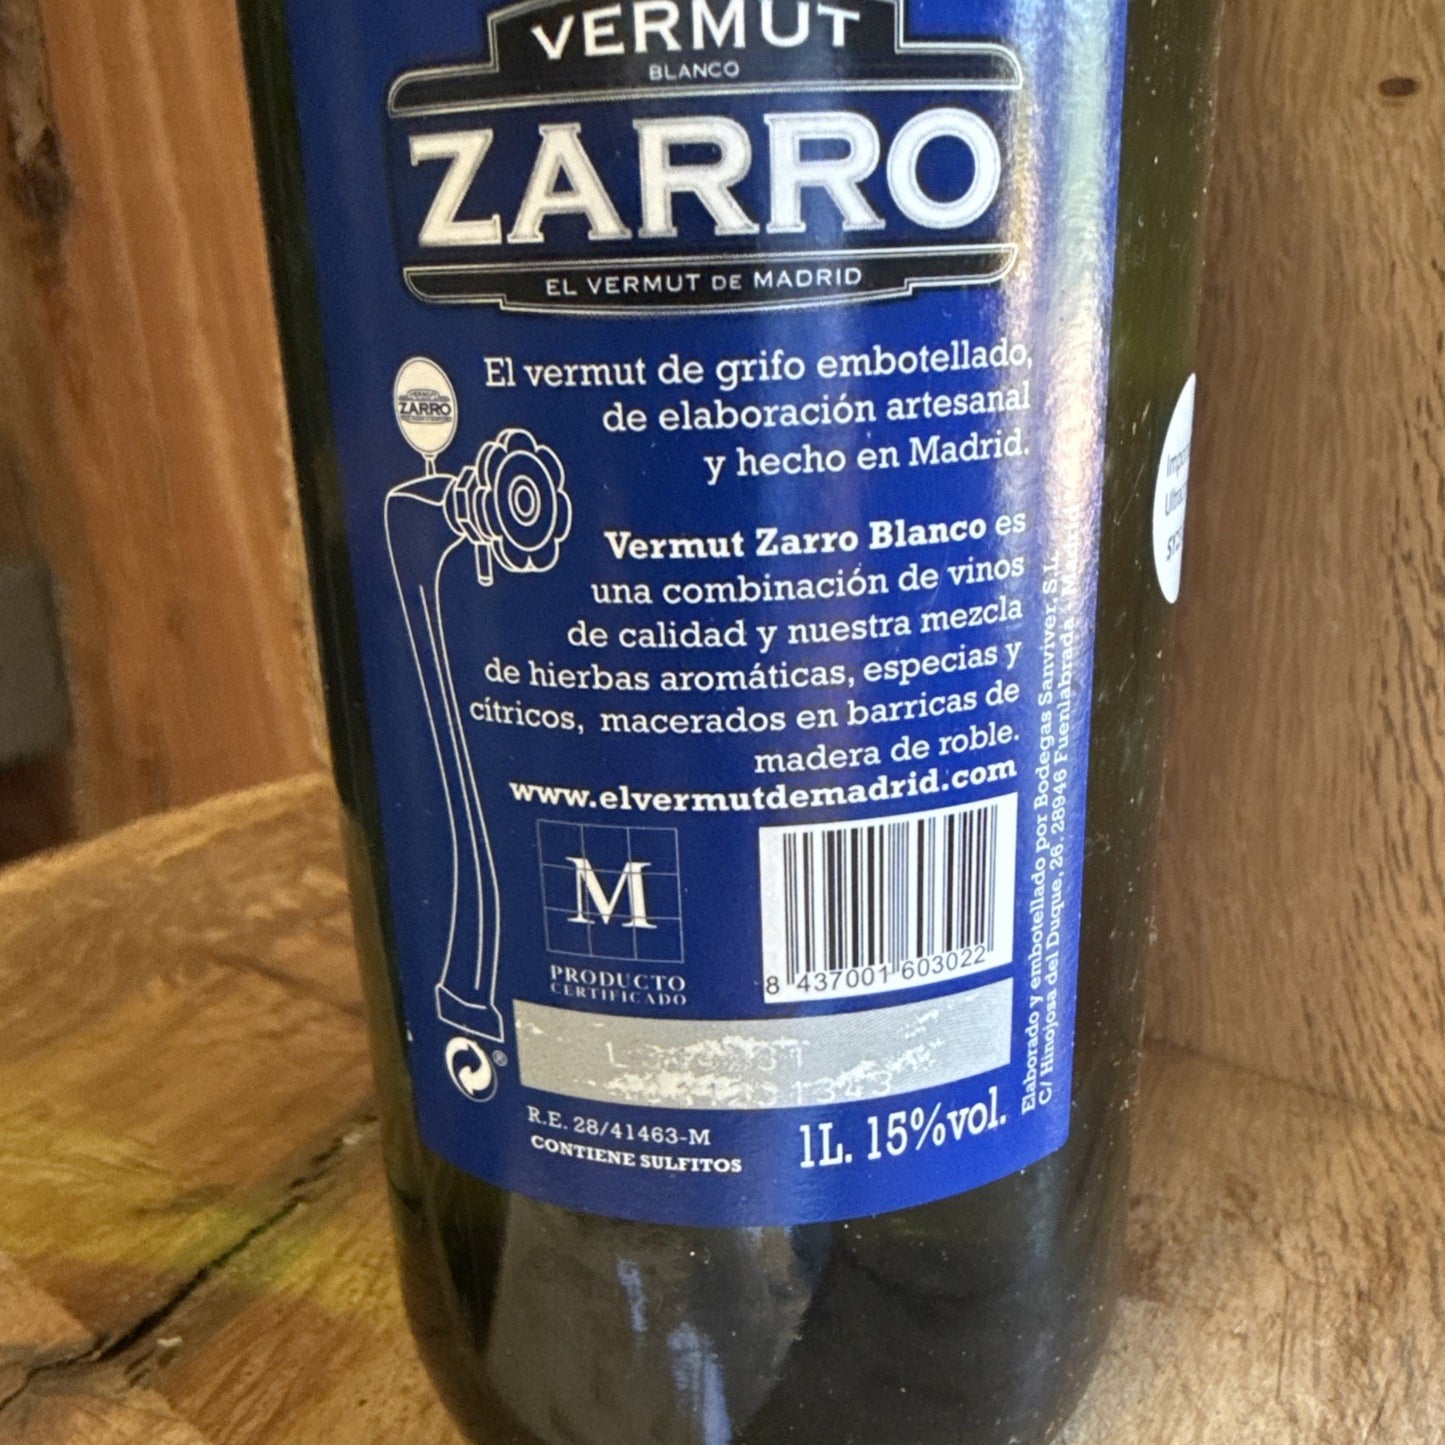 VERMUT
BLANCO
ZARRO
EL VERMUT DE MADRID
El vermut de grifo embotellado,
de elaboración artesanal
y hecho en Madrid.
VERMUT
ZARRO
Vermut Zarro Blanco es
una combinación de vinos
de calidad y nuestra mezcla
de hierbas aromáticas, especias y
cítricos, macerados en barricas de
madera de roble.
www.elvermutdemadrid.com
M
PRODUCTO
CERTIFICADO
8 437001 603022
®
R.E. 28/41463-M
CONTIENE SULFITOS
1L. 15%vol.
Elaborado y embotellado por Bodegas Sanviver, S.L.
C/ Hinojosa del Duque, 26. 28946 Fuenlabrada - Madrid